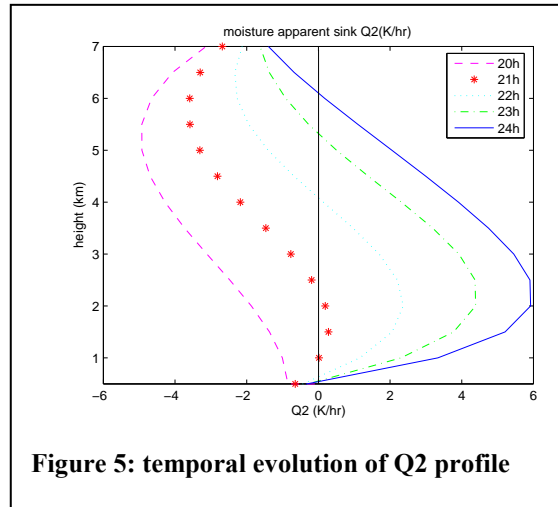 moisture apparent sink Q2(K/hr)
7
6
5
4
3
2
1
height (km)
20h
21h
22h
23h
24h
−6 −4 −2 0 2 4 6
Q2 (K/hr)
Figure 5: temporal evolution of Q2 profile